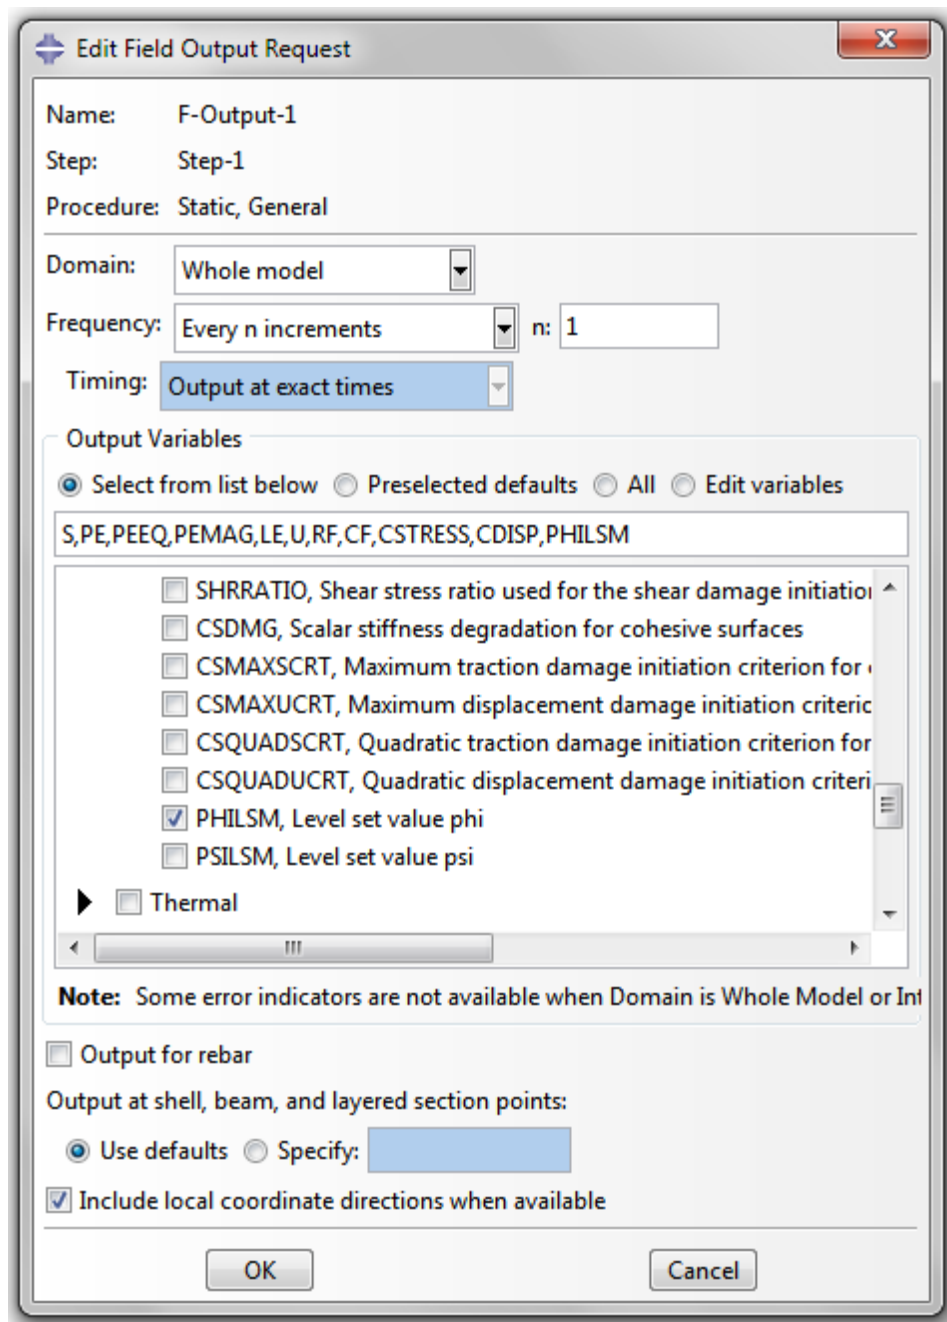 Edit Field Output Request
Name: F-Output-1
Step: Step-1
Procedure: Static, General
Domain: Whole model
Frequency: Every n increments n: 1
Timing: Output at exact times
Output Variables
Select from list below Preselected defaults All Edit variables
S,PE,PEEQ,PEMAG,LE,U,RF,CF,CSTRESS,CDISP,PHILSM
SHRRATIO, Shear stress ratio used for the shear damage initiation
CSDMG, Scalar stiffness degradation for cohesive surfaces
CSMAXSCRT, Maximum traction damage initiation criterion for
CSMAXUCRT, Maximum displacement damage initiation criteric
CSQUADSCRT, Quadratic traction damage initiation criterion for
CSQUADUCRT, Quadratic displacement damage initiation criteri
PHILSM, Level set value phi
PSILSM, Level set value psi
Thermal
Note: Some error indicators are not available when Domain is Whole Model or Int
Output for rebar
Output at shell, beam, and layered section points:
Use defaults Specify:
Include local coordinate directions when available
OK Cancel